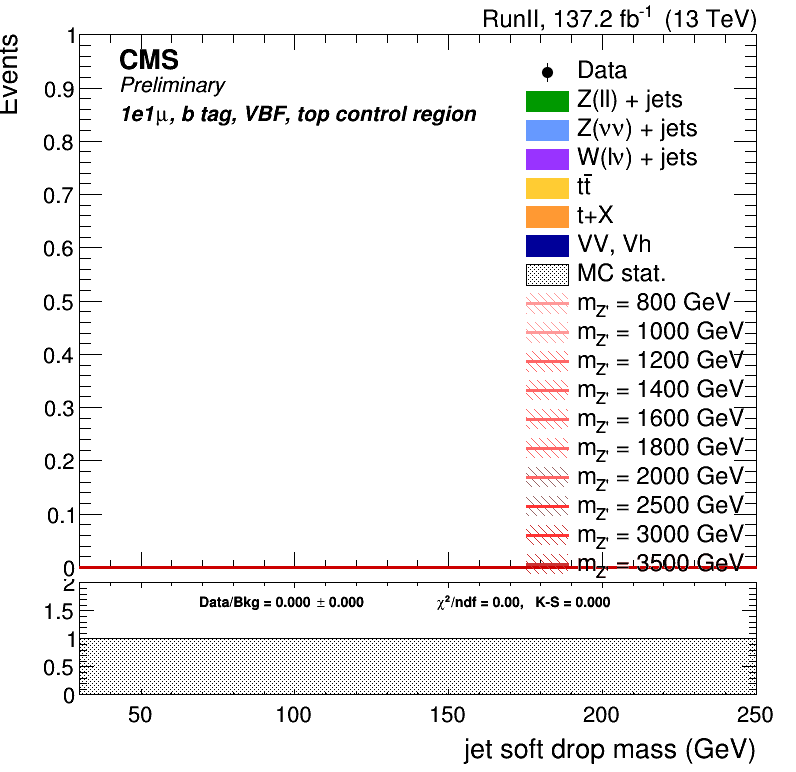 RunII, 137.2 fb⁻¹ (13 TeV)
Events
1
0.9
0.8
0.7
0.6
0.5
0.4
0.3
0.2
0.1
0
CMS
Preliminary
1e1μ, b tag, VBF, top control region
Data
Z(ll) + jets
Z(νν) + jets
W(lν) + jets
tt̄
t+X
VV, Vh
MC stat.
m_Z' = 800 GeV
m_Z' = 1000 GeV
m_Z' = 1200 GeV
m_Z' = 1400 GeV
m_Z' = 1600 GeV
m_Z' = 1800 GeV
m_Z' = 2000 GeV
m_Z' = 2500 GeV
m_Z' = 3000 GeV
m_Z' = 3500 GeV
2
1.5
1
0.5
0
Data/Bkg = 0.000 ± 0.000
χ²/ndf = 0.00, K-S = 0.000
50
100
150
200
250
jet soft drop mass (GeV)